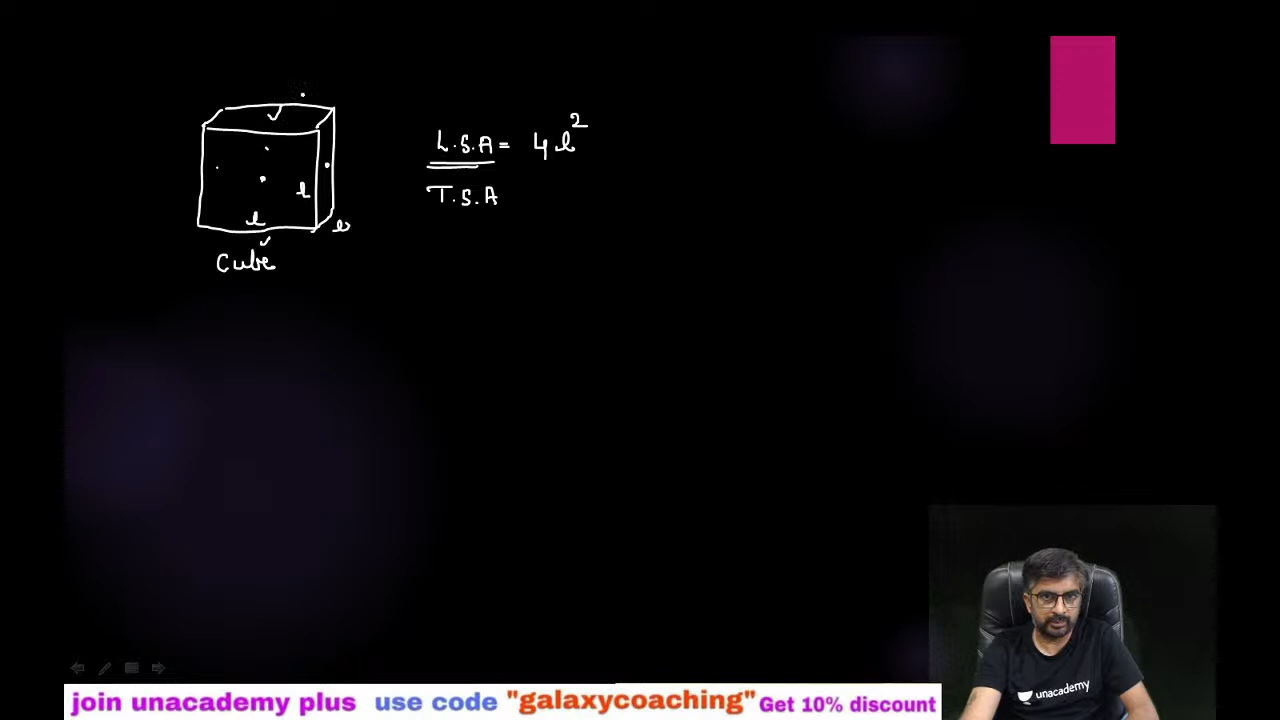 L.S.A = 4l²
T.S.A
l
l
l
Cube
unacademy
join unacademy plus use code "galaxycoaching" Get 10% discount